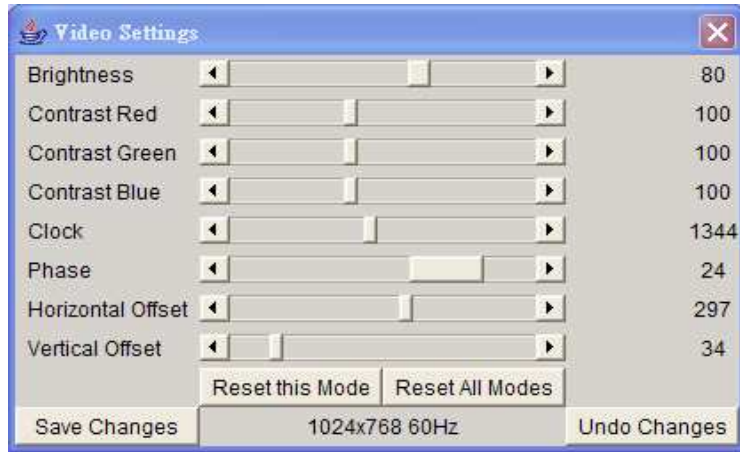 Video Settings
Brightness 80
Contrast Red 100
Contrast Green 100
Contrast Blue 100
Clock 1344
Phase 24
Horizontal Offset 297
Vertical Offset 34
Reset this Mode Reset All Modes
Save Changes 1024x768 60Hz Undo Changes